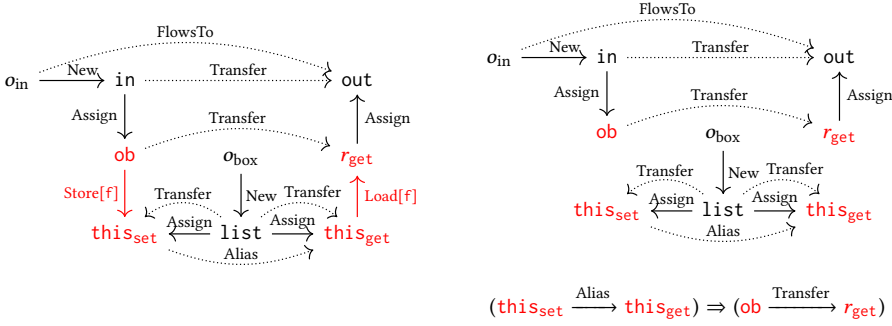 FlowsTo
o_in New in Transfer out
Assign Assign
ob Transfer r_get
o_box
Store[f] New Load[f]
Transfer Transfer
this_set Assign list Assign this_get
Alias
FlowsTo
o_in New in Transfer out
Assign Assign
ob Transfer r_get
o_box
New
Transfer Transfer
this_set Assign list Assign this_get
Alias
(this_set Alias→ this_get) ⇒ (ob Transfer→ r_get)